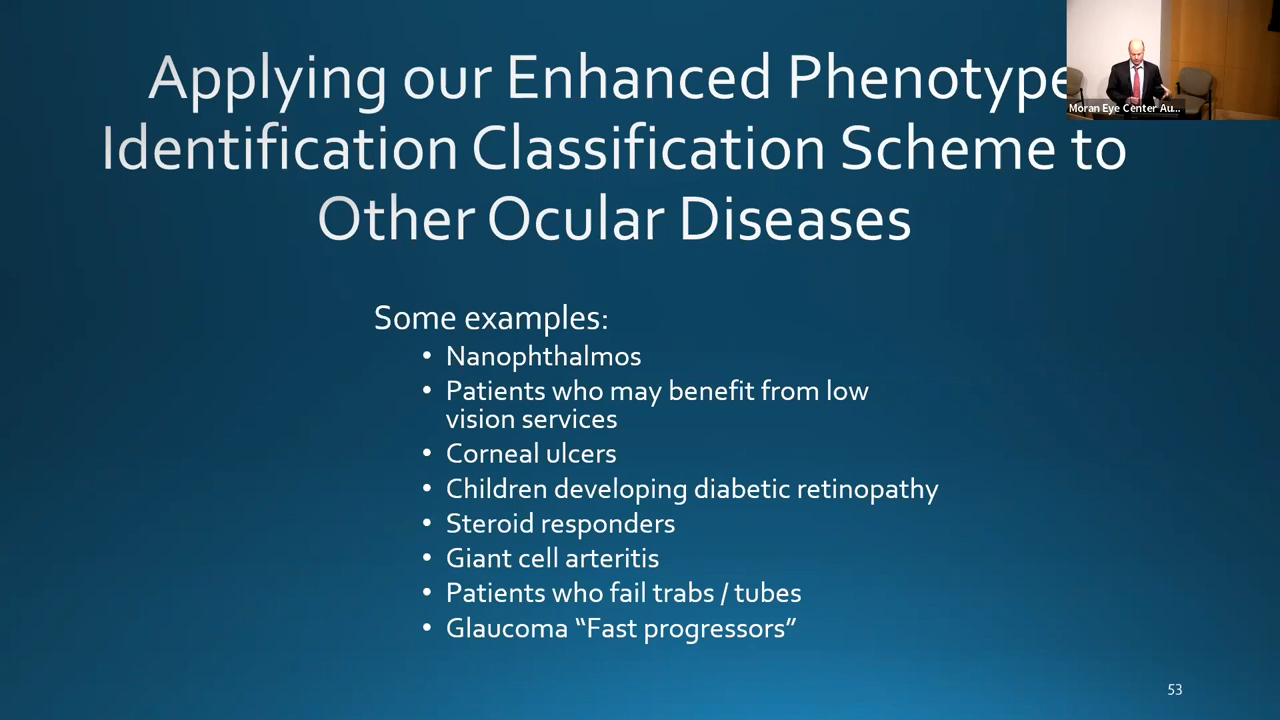 Applying our Enhanced Phenotype
Identification Classification Scheme to
Other Ocular Diseases
Moran Eye Center Au...
Some examples:
• Nanophthalmos
• Patients who may benefit from low
vision services
• Corneal ulcers
• Children developing diabetic retinopathy
• Steroid responders
• Giant cell arteritis
• Patients who fail trabs / tubes
• Glaucoma “Fast progressors”
53